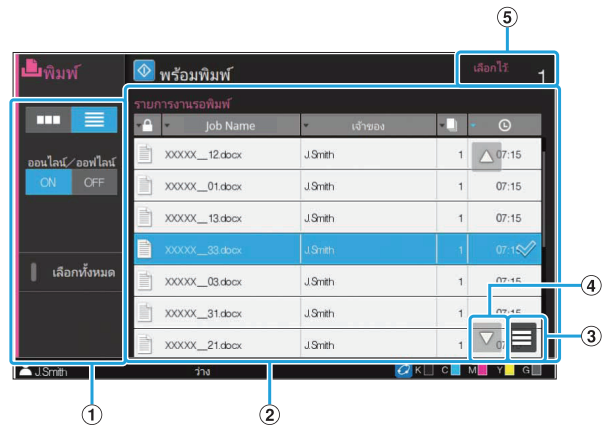 ⑤
พิมพ์
พร้อมพิมพ์
เลือกไว้
1
รายการงานรอพิมพ์
Job Name เจ้าของ
XXXXX__12.docx J.Smith 1 07:15
ออนไลน์/ออฟไลน์
ON OFF
XXXXX__01.docx J.Smith 1 07:15
XXXXX__13.docx J.Smith 1 07:15
XXXXX__33.docx J.Smith 1 07:15
เลือกทั้งหมด
XXXXX__03.docx J.Smith 1 07:15
④
XXXXX__31.docx J.Smith 1 07:15
③
XXXXX__21.docx J.Smith 1
J.Smith ว่าง K C M Y G
① ②